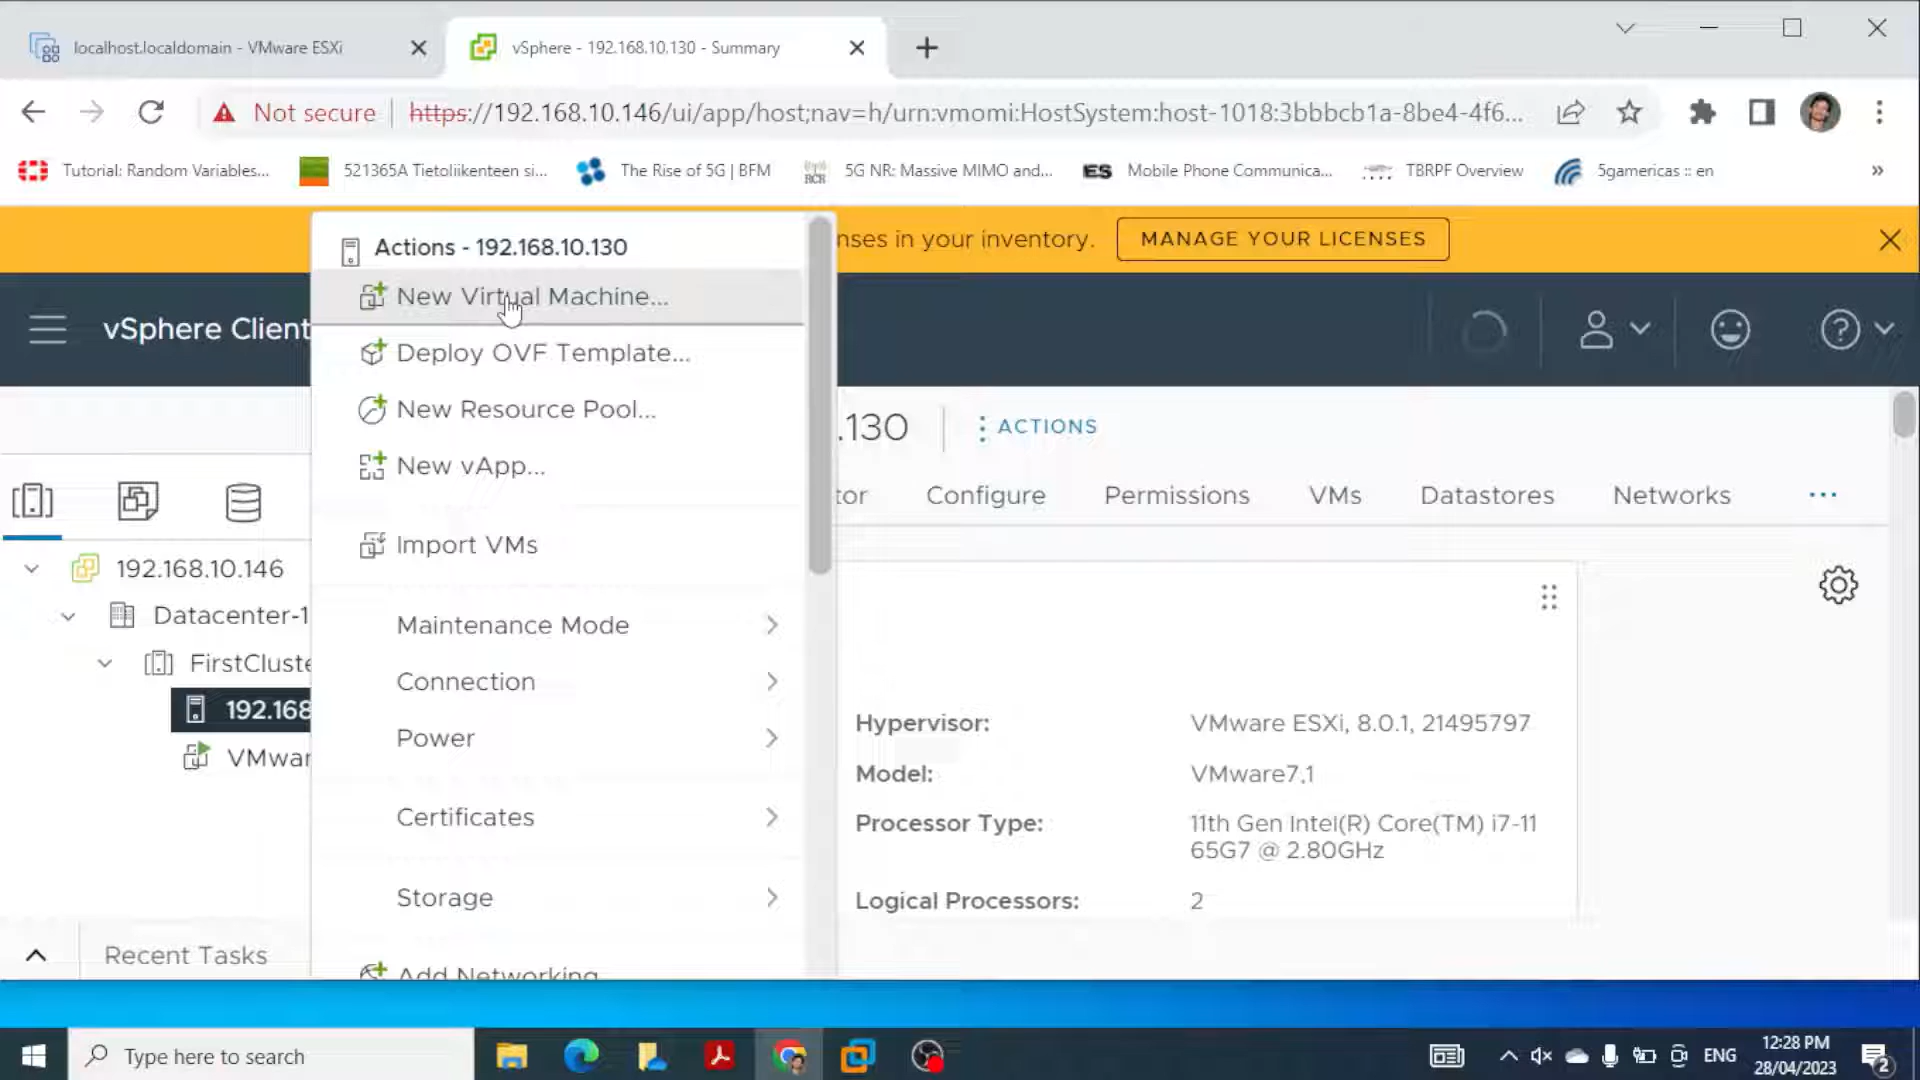 localhost.localdomain - VMware ESXi
vSphere - 192.168.10.130 - Summary
Not secure
https://192.168.10.146/ui/app/host;nav=h/urn:vmomi:HostSystem:host-1018:3bbbcb1a-8be4-4f6...
Tutorial: Random Variables...
521365A Tietoliikenteen si...
The Rise of 5G | BFM
RCR
5G NR: Massive MIMO and...
ES
Mobile Phone Communica...
TBRPF Overview
5gamericas :: en
»
nses in your inventory.
MANAGE YOUR LICENSES
vSphere Client
Actions - 192.168.10.130
New Virtual Machine...
Deploy OVF Template...
New Resource Pool...
New vApp...
Import VMs
Maintenance Mode
Connection
Power
Certificates
Storage
Add Networking
.130
ACTIONS
tor
Configure
Permissions
VMs
Datastores
Networks
192.168.10.146
Datacenter-1
FirstCluste
192.168
VMwar
Hypervisor:
VMware ESXi, 8.0.1, 21495797
Model:
VMware7,1
Processor Type:
11th Gen Intel(R) Core(TM) i7-11
65G7 @ 2.80GHz
Logical Processors:
2
Recent Tasks
Type here to search
ENG
12:28 PM
28/04/2023
2